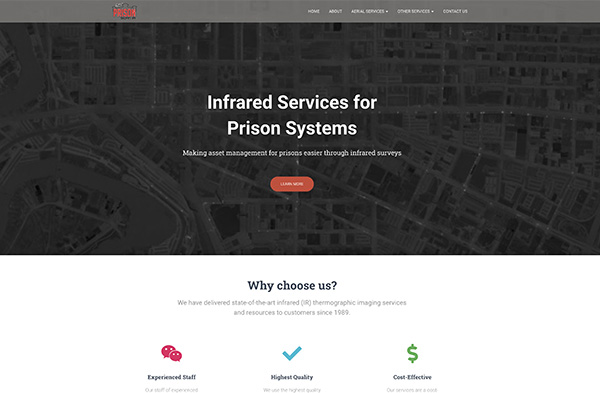 HOME ABOUT AERIAL SERVICES OTHER SERVICES CONTACT US
Infrared Services for
Prison Systems
Making asset management for prisons easier through infrared surveys
LEARN MORE
Why choose us?
We have delivered state-of-the-art infrared (IR) thermographic imaging services
and resources to customers since 1989.
Experienced Staff Highest Quality Cost-Effective
Our staff of experienced We use the highest quality Our services are a cost